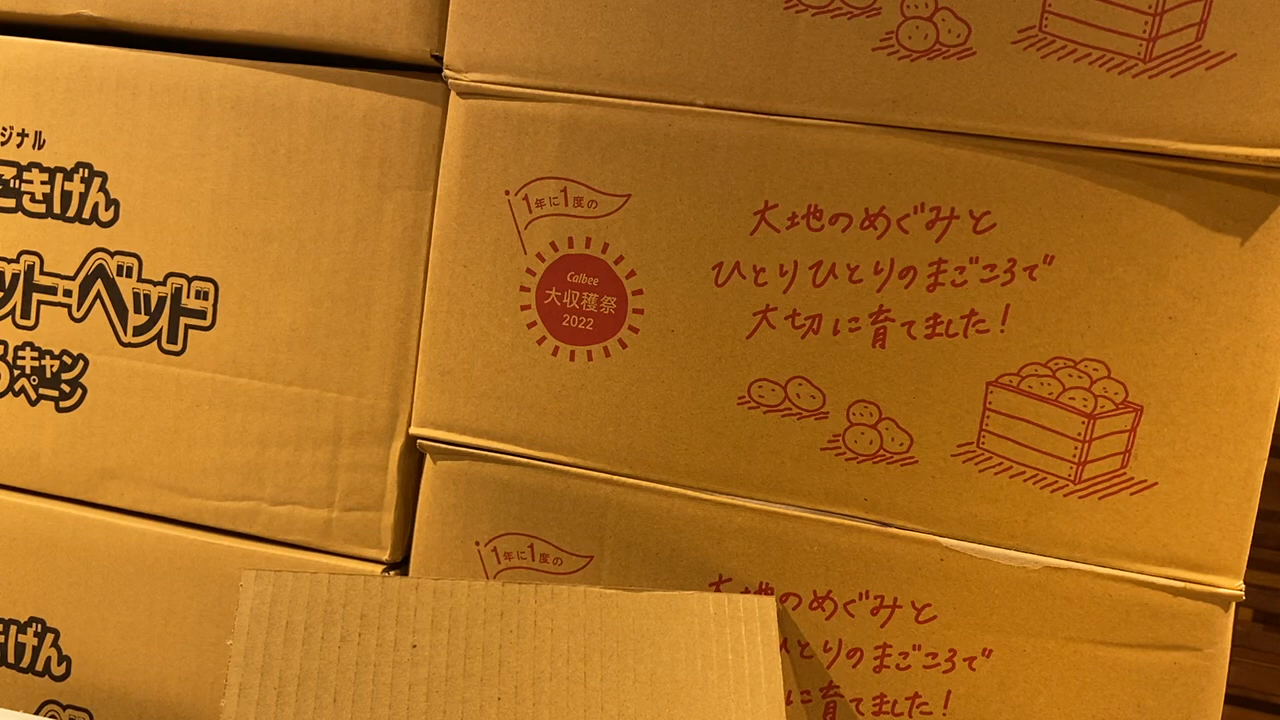 ジナル
ごきげん
ット・ベッド
キャン
ペーン
1年に1度の
Calbee
大収穫祭
2022
大地のめぐみと
ひとりひとりのまごころで
大切に育てました！
きげん
1年に1度の
大地のめぐみと
ひとりのまごころで
に育てました！